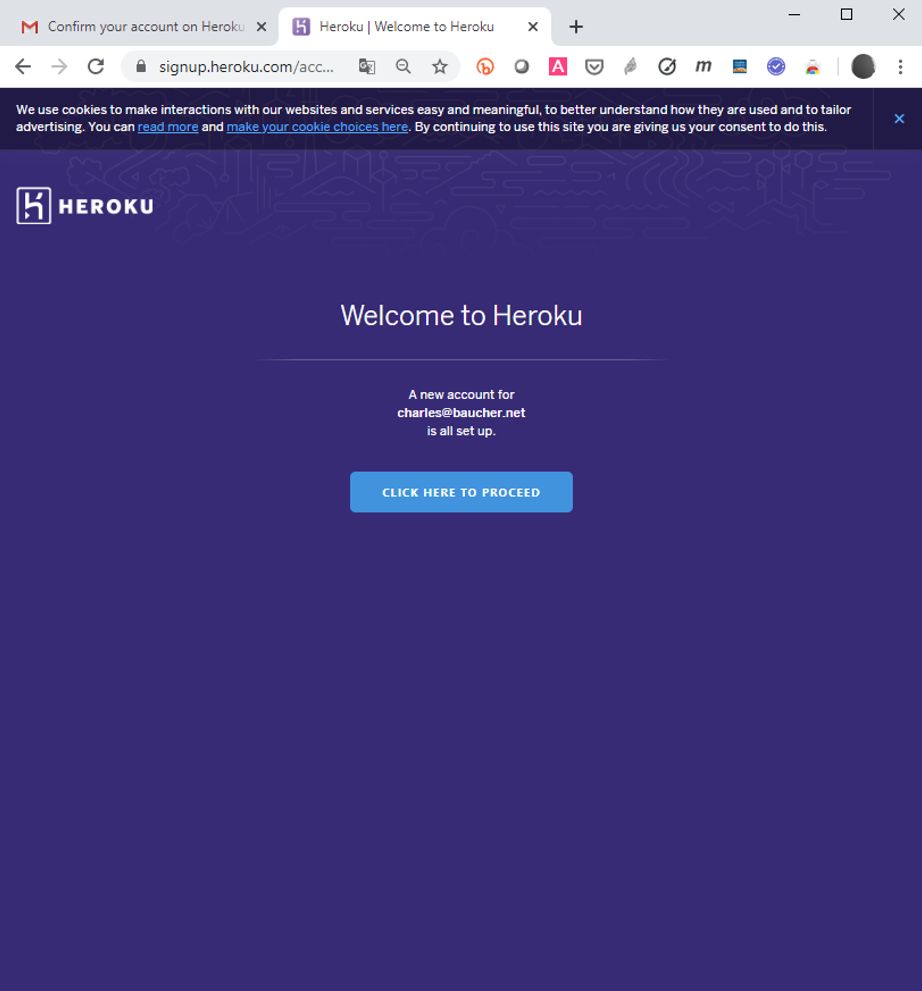 Confirm your account on Heroku
Heroku | Welcome to Heroku
signup.heroku.com/acc...
We use cookies to make interactions with our websites and services easy and meaningful, to better understand how they are used and to tailor
advertising. You can read more and make your cookie choices here. By continuing to use this site you are giving us your consent to do this.
HEROKU
Welcome to Heroku
A new account for
charles@baucher.net
is all set up.
CLICK HERE TO PROCEED